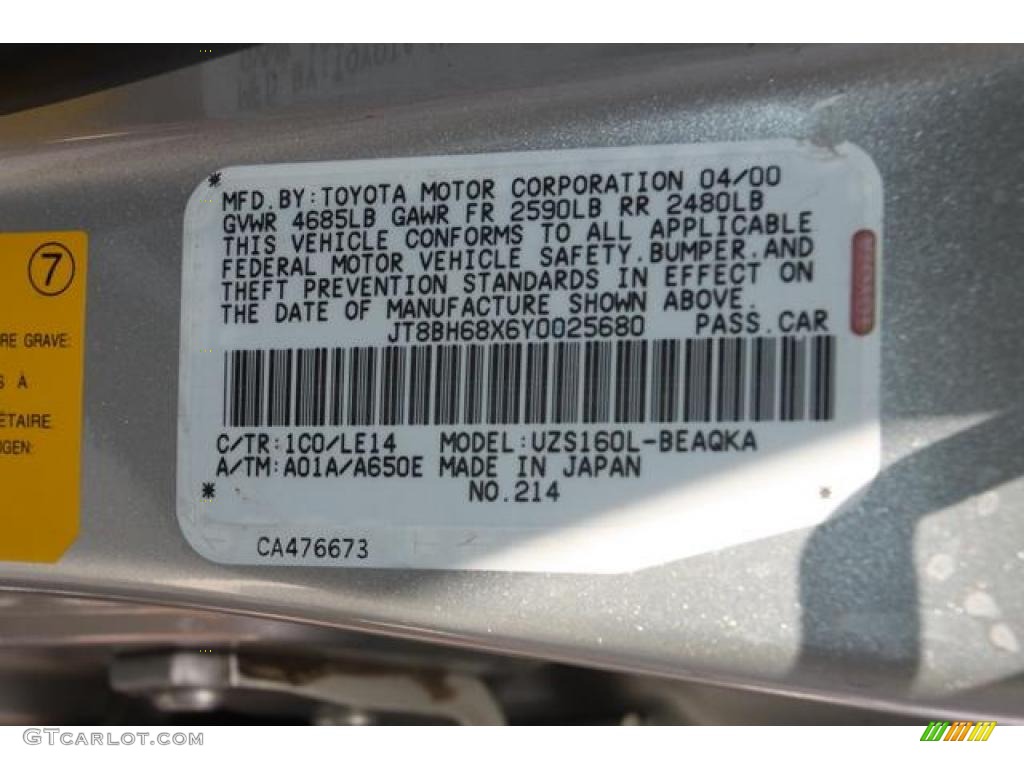 MFD.BY:TOYOTA MOTOR CORPORATION 04/00
GVWR 4685LB GAWR FR 2590LB RR 2480LB
THIS VEHICLE CONFORMS TO ALL APPLICABLE
FEDERAL MOTOR VEHICLE SAFETY.BUMPER.AND
THEFT PREVENTION STANDARDS IN EFFECT ON
THE DATE OF MANUFACTURE SHOWN ABOVE.
JT8BH68X6Y0025680 PASS.CAR
C/TR:1C0/LE14 MODEL:UZS160L-BEAQKA
A/TM:A01A/A650E MADE IN JAPAN
NO.214
CA476673
7
RE GRAVE:
S À
ÉTAIRE
OGEN:
GTCARLOT.COM